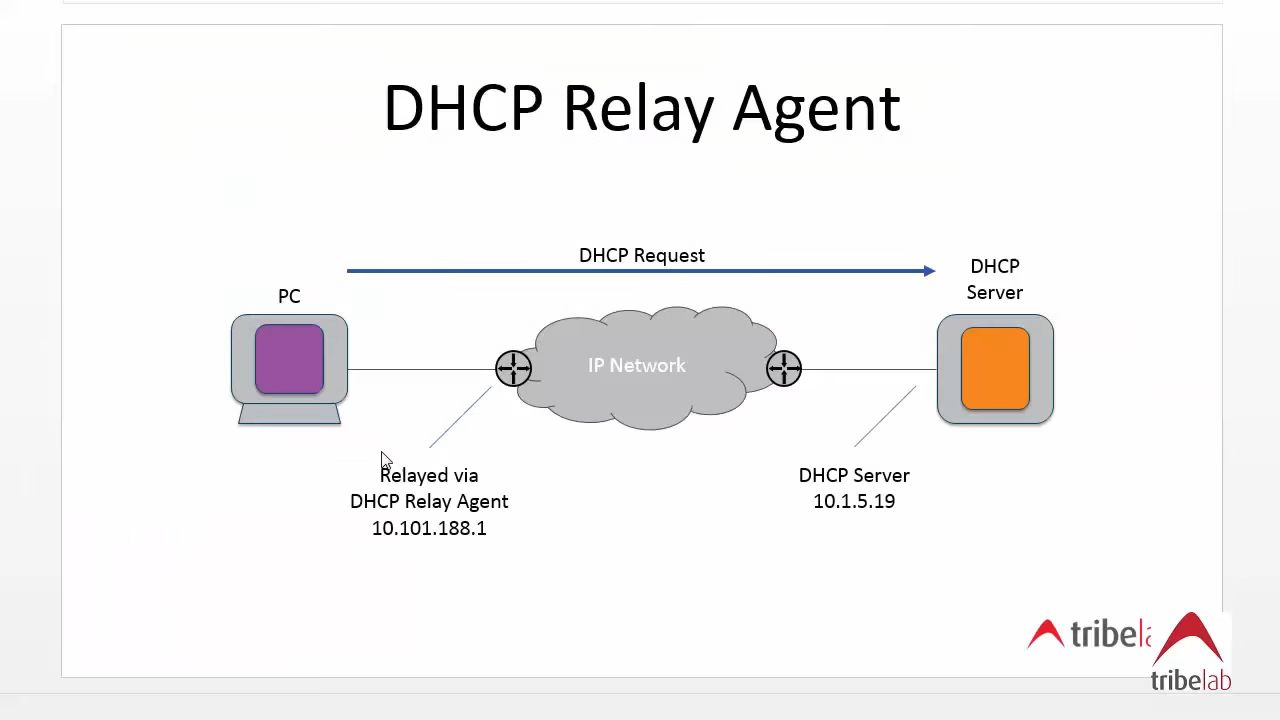 DHCP Relay Agent
DHCP Request
DHCP
Server
PC
IP Network
Relayed via
DHCP Relay Agent
10.101.188.1
DHCP Server
10.1.5.19
tribela
tribelab